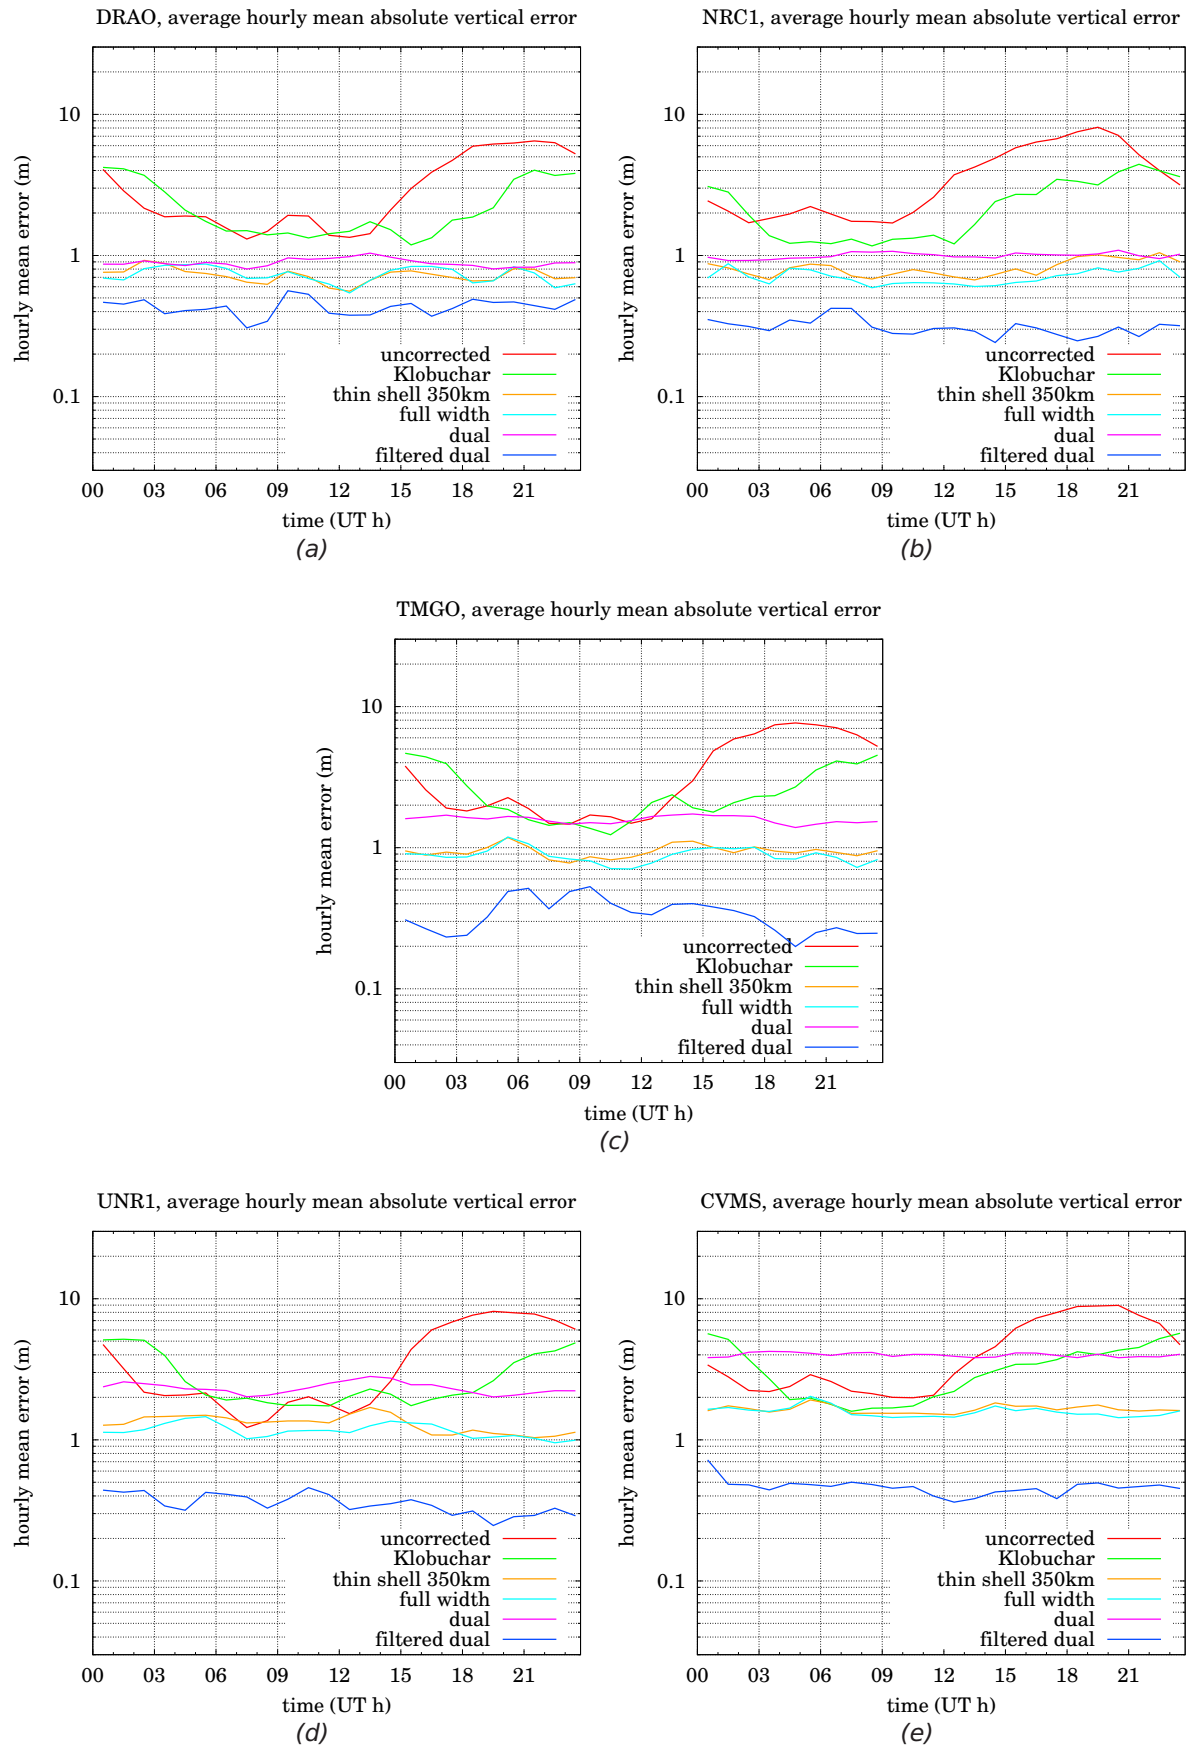 DRAO, average hourly mean absolute vertical error
hourly mean error (m)
10
1
0.1
uncorrected
Klobuchar
thin shell 350km
full width
dual
filtered dual
00 03 06 09 12 15 18 21
time (UT h)
(a)
NRC1, average hourly mean absolute vertical error
hourly mean error (m)
10
1
0.1
uncorrected
Klobuchar
thin shell 350km
full width
dual
filtered dual
00 03 06 09 12 15 18 21
time (UT h)
(b)
TMGO, average hourly mean absolute vertical error
hourly mean error (m)
10
1
0.1
uncorrected
Klobuchar
thin shell 350km
full width
dual
filtered dual
00 03 06 09 12 15 18 21
time (UT h)
(c)
UNR1, average hourly mean absolute vertical error
hourly mean error (m)
10
1
0.1
uncorrected
Klobuchar
thin shell 350km
full width
dual
filtered dual
00 03 06 09 12 15 18 21
time (UT h)
(d)
CVMS, average hourly mean absolute vertical error
hourly mean error (m)
10
1
0.1
uncorrected
Klobuchar
thin shell 350km
full width
dual
filtered dual
00 03 06 09 12 15 18 21
time (UT h)
(e)